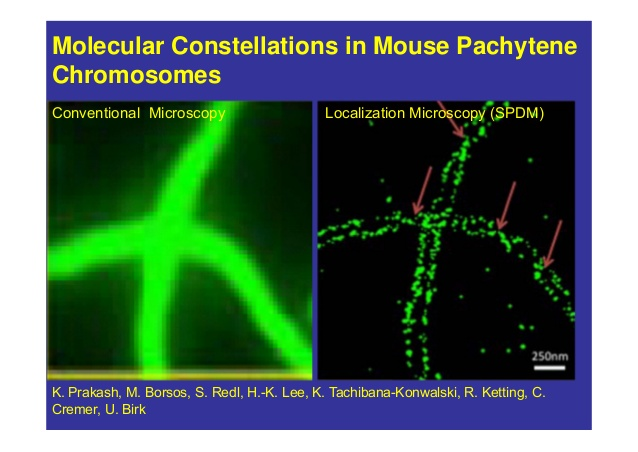 Molecular Constellations in Mouse Pachytene
Chromosomes
Conventional Microscopy
Localization Microscopy (SPDM)
250nm
K. Prakash, M. Borsos, S. Redl, H.-K. Lee, K. Tachibana-Konwalski, R. Ketting, C.
Cremer, U. Birk